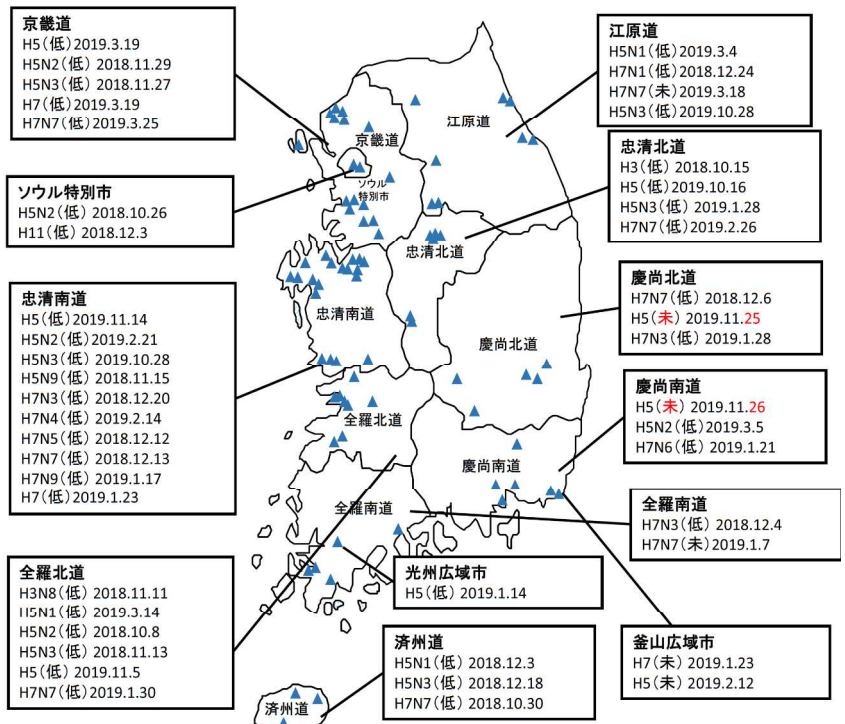 京畿道
H5(低)2019.3.19
H5N2(低)2018.11.29
H5N3(低)2018.11.27
H7(低)2019.3.19
H7N7(低)2019.3.25
江原道
H5N1(低)2019.3.4
H7N1(低)2018.12.24
H7N7(未)2019.3.18
H5N3(低)2019.10.28
ソウル特別市
H5N2(低) 2018.10.26
H11(低) 2018.12.3
忠清北道
H3(低) 2018.10.15
H5(低)2019.10.16
H5N3(低)2019.1.28
H7N7(低)2019.2.26
忠清南道
H5(低)2019.11.14
H5N2(低)2019.2.21
H5N3(低)2019.10.28
H5N9(低)2018.11.15
H7N3(低)2018.12.20
H7N4(低)2019.2.14
H7N5(低)2018.12.12
H7N7(低)2018.12.13
H7N9(低)2019.1.17
H7(低)2019.1.23
慶尚北道
H7N7(低) 2018.12.6
H5(未)2019.11.25
H7N3(低)2019.1.28
慶尚南道
H5(未) 2019.11.26
H5N2(低)2019.3.5
H7N6(低)2019.1.21
全羅南道
H7N3(低) 2018.12.4
H7N7(未)2019.1.7
全羅北道
H3N8(低) 2018.11.11
H5N1(低) 2019.3.14
H5N2(低) 2018.10.8
H5N3(低)2018.11.13
H5(低)2019.11.5
H7N7(低)2019.1.30
光州広域市
H5(低)2019.1.14
済州道
H5N1(低) 2018.12.3
H5N3(低)2018.12.18
H7N7(低)2018.10.30
釜山広域市
H7(未)2019.1.23
H5(未)2019.2.12
京畿道
江原道
ソウル
特別市
忠清北道
忠清南道
慶尚北道
全羅北道
慶尚南道
全羅南道
済州道